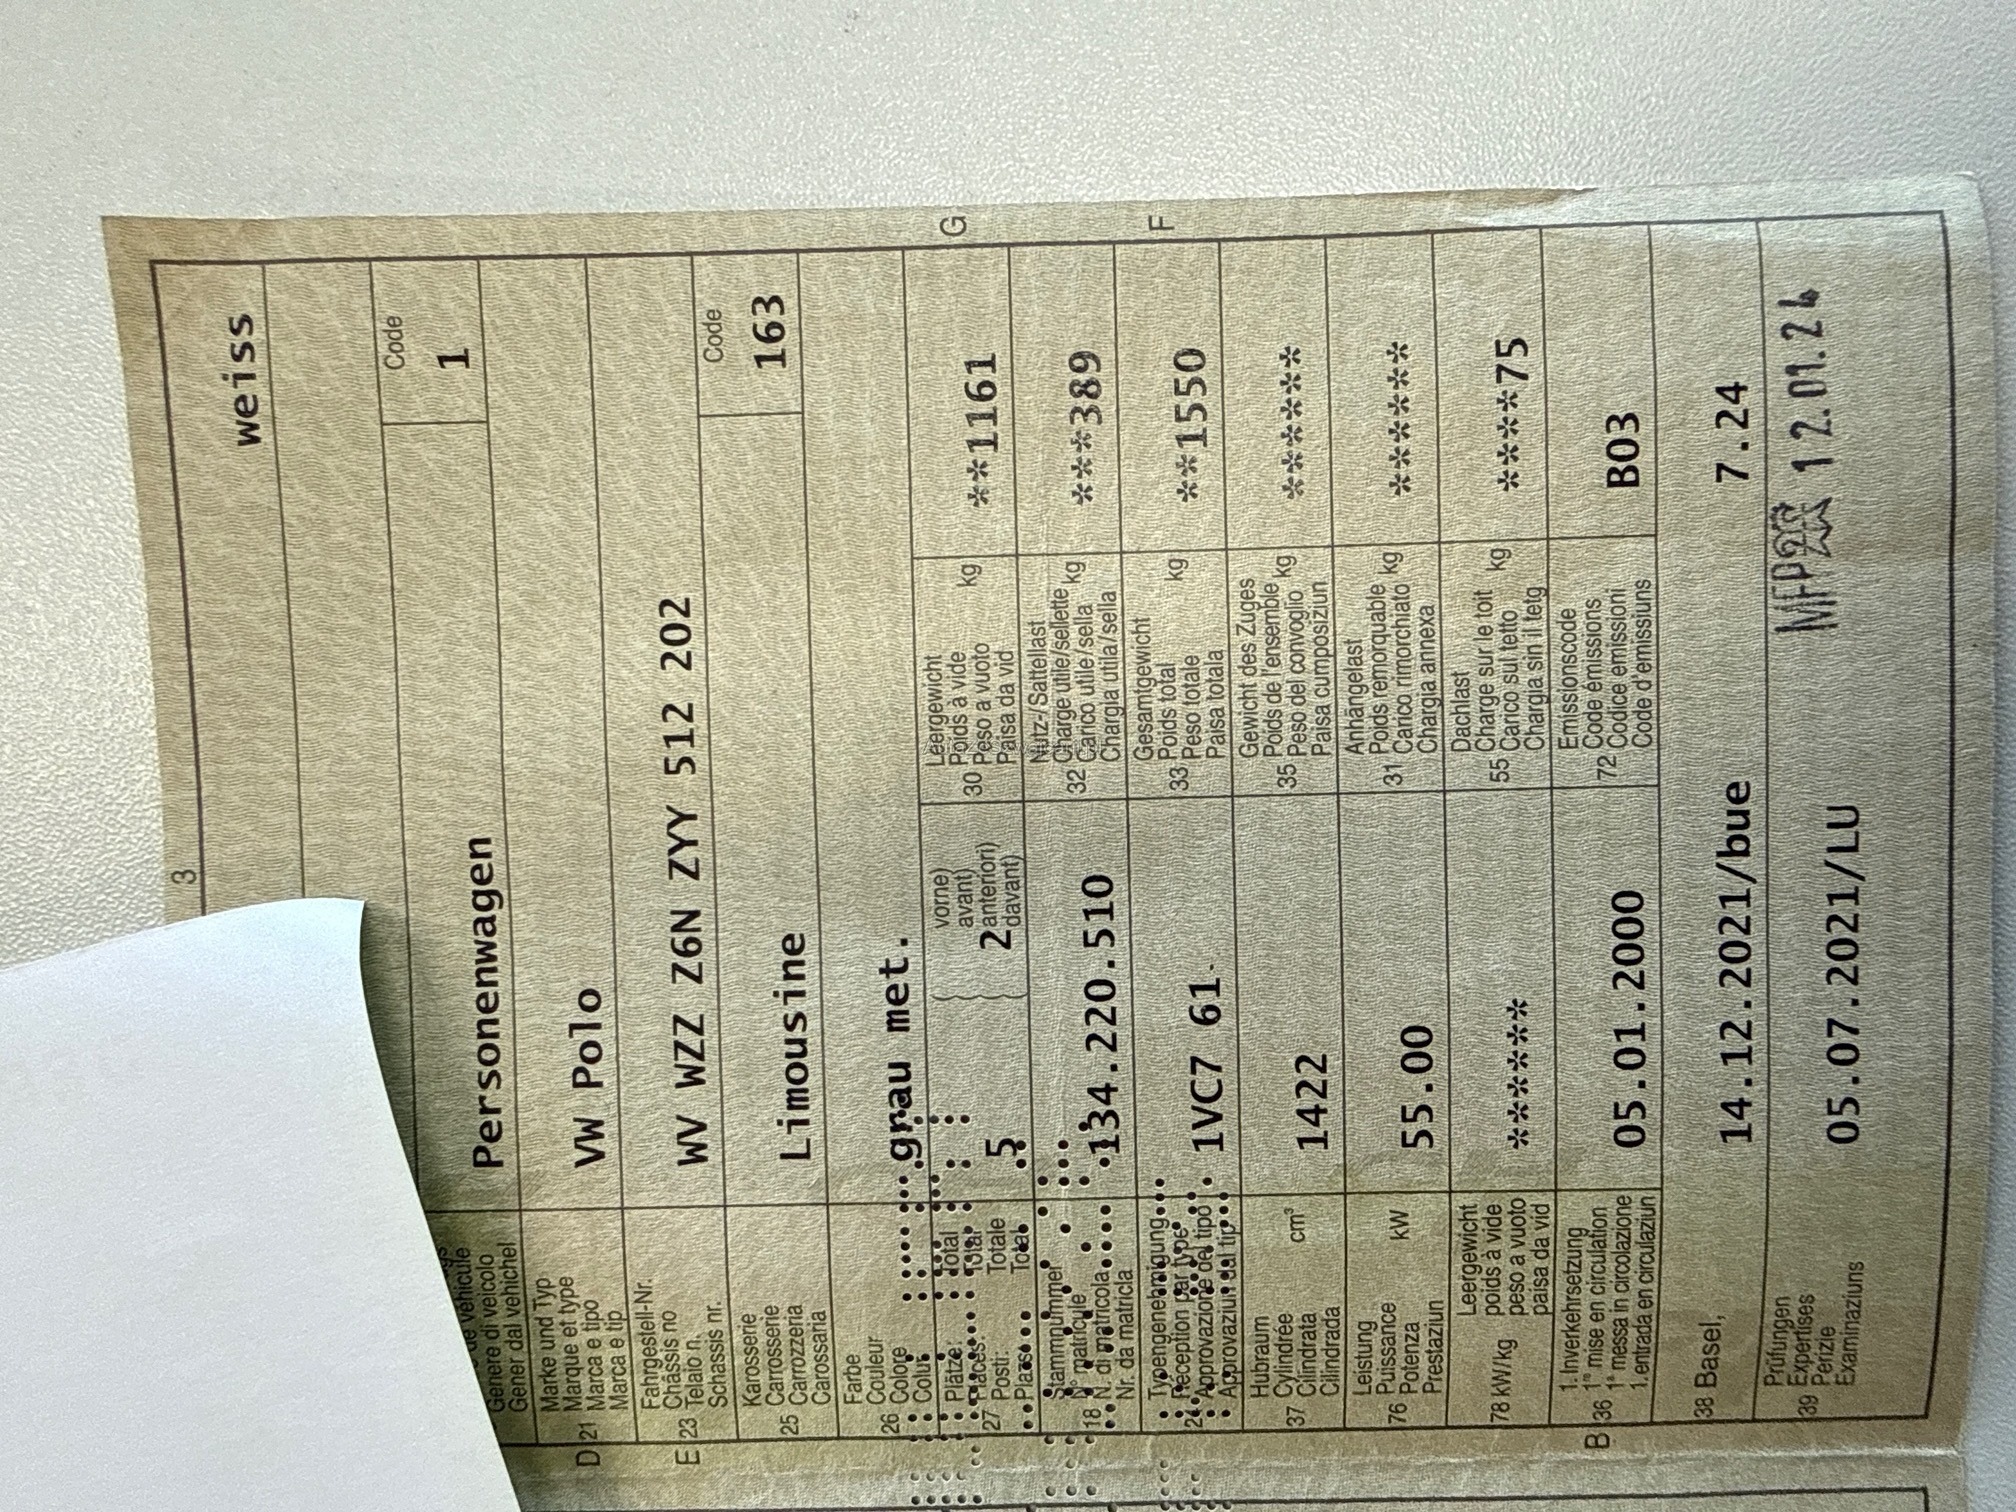 3
weiss
Code
1
de véhicule
Genere di veicolo
Gener dal vehichel
Personenwagen
D 21 Marke und Typ
Marque et type
Marca e tipo
Marca e tip
VW Polo
E 23 Fahrgestell-Nr.
Châssis no
Telaio n.
Schassis nr.
WV WZZ Z6N ZYY 512 202
25 Karosserie
Carrosserie
Carrozzeria
Carossaria
Limousine
Code
163
26 Farbe
Couleur
Colore
Colur
grau met.
27 Plätze: Total
Places: Total
Posti: Totale
Plazs: Total
5
2
vorne)
avant)
anteriori)
davant)
30 Leergewicht
Poids à vide
Peso a vuoto kg
Paisa da vid
**1161
G
18 Stammnummer
N° matricule
N. di matricola
Nr. da matricla
134.220.510
32 Nutz-/Sattellast
Charge utile/sellette kg
Carico utile/sella
Chargia utila/sella
***389
24 Typengenehmigung
Réception par type
Approvazione del tipo
Approvaziun dal tip
1VC7 61
33 Gesamtgewicht
Poids total kg
Peso totale
Paisa totala
**1550
F
37 Hubraum
Cylindrée cm³
Cilindrata
Cilindrada
1422
35 Gewicht des Zuges
Poids de l'ensemble kg
Peso del convoglio
Paisa cumposiziun
******
76 Leistung
Puissance kW
Potenza
Prestaziun
55.00
31 Anhängelast
Poids remorquable kg
Carico rimorchiato
Chargia annexa
******
78 kW/kg Leergewicht
poids à vide
peso a vuoto
paisa da vid
******
55 Dachlast
Charge sur le toit kg
Carico sul tetto
Chargia sin il tetg
****75
B 36 1. Inverkehrsetzung
1re mise en circulation
1a messa in circolazione
1. entrada en circulaziun
05.01.2000
72 Emissionscode
Code émissions
Codice emissioni
Code d'emissiuns
B03
38 Basel,
14.12.2021/bue
7.24
39 Prüfungen
Expertises
Perizie
Examinaziuns
05.07.2021/LU
MFP 12.01.24